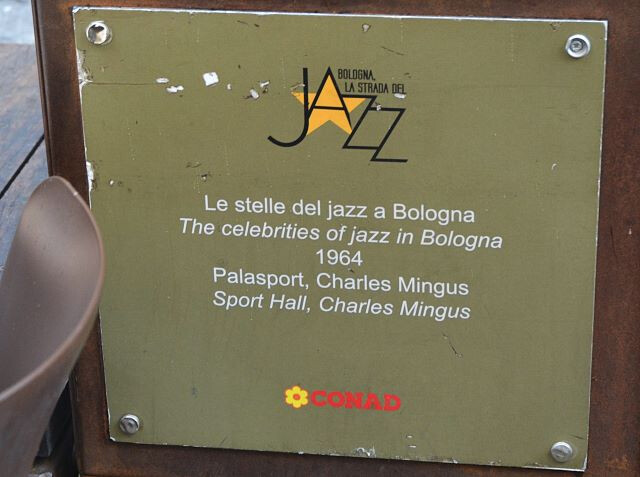 BOLOGNA,
LA STRADA DEL
JAZZ
Le stelle del jazz a Bologna
The celebrities of jazz in Bologna
1964
Palasport, Charles Mingus
Sport Hall, Charles Mingus
CONAD